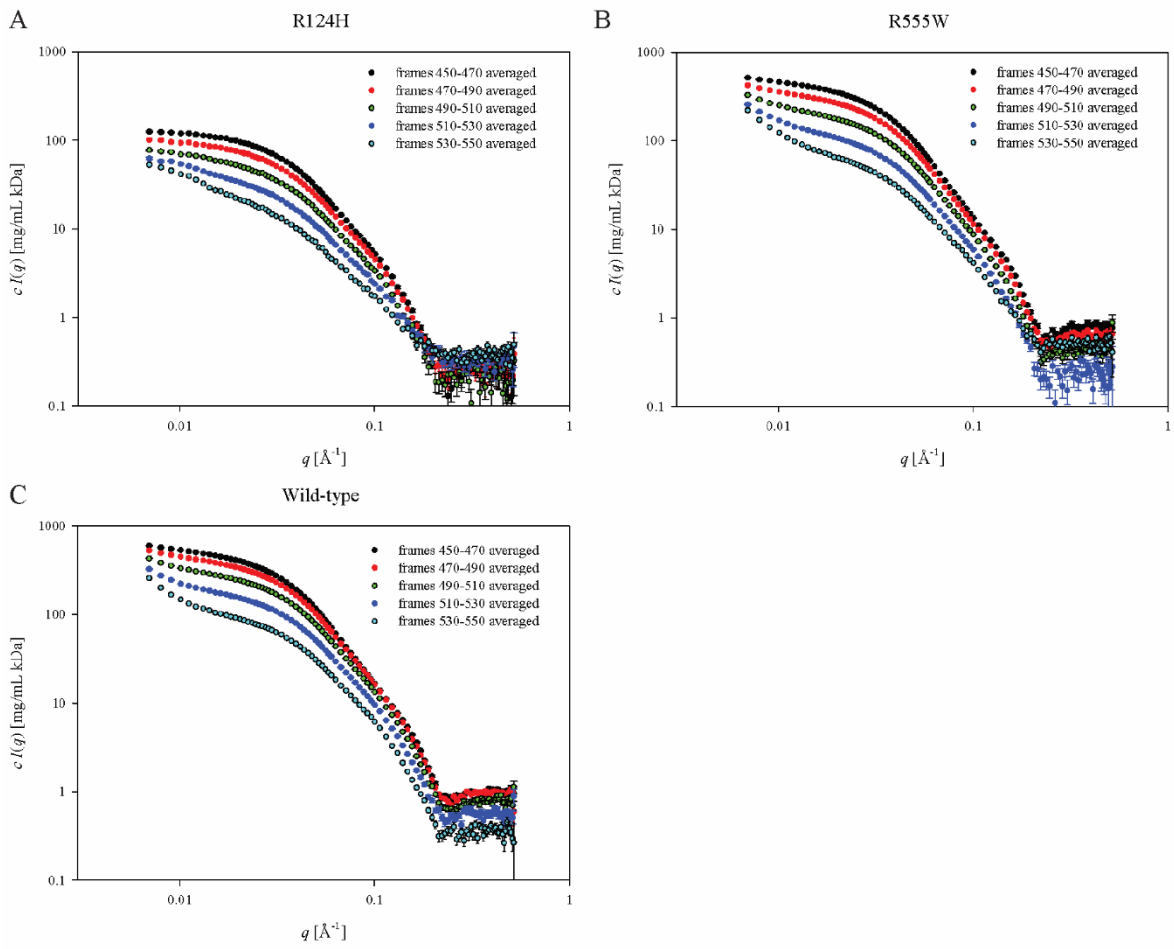 A
R124H
1000
100
10
1
0.1
c I(q) [mg/mL kDa]
frames 450-470 averaged
frames 470-490 averaged
frames 490-510 averaged
frames 510-530 averaged
frames 530-550 averaged
0.01
0.1
1
q [Å⁻¹]
B
R555W
1000
100
10
1
0.1
c I(q) [mg/mL kDa]
frames 450-470 averaged
frames 470-490 averaged
frames 490-510 averaged
frames 510-530 averaged
frames 530-550 averaged
0.01
0.1
1
q [Å⁻¹]
C
Wild-type
1000
100
10
1
0.1
c I(q) [mg/mL kDa]
frames 450-470 averaged
frames 470-490 averaged
frames 490-510 averaged
frames 510-530 averaged
frames 530-550 averaged
0.01
0.1
1
q [Å⁻¹]